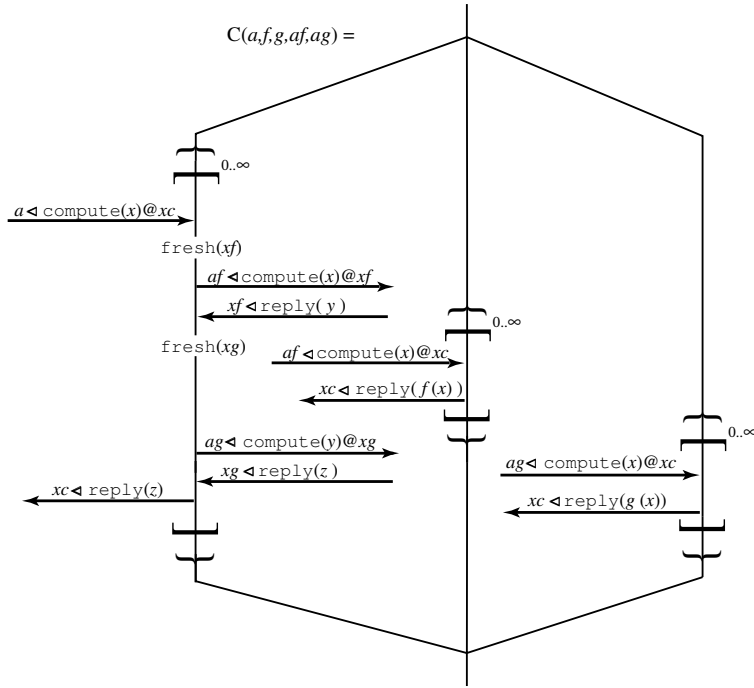 C(a,f,g,af,ag) =
0..∞
a ⊲ compute(x)@xc
fresh(xf)
af ⊲ compute(x)@xf
xf ⊲ reply( y )
0..∞
fresh(xg)
af ⊲ compute(x)@xc
xc ⊲ reply( f (x) )
0..∞
ag ⊲ compute(y)@xg
ag ⊲ compute(x)@xc
xg ⊲ reply(z )
xc ⊲ reply(z)
xc ⊲ reply(g (x))